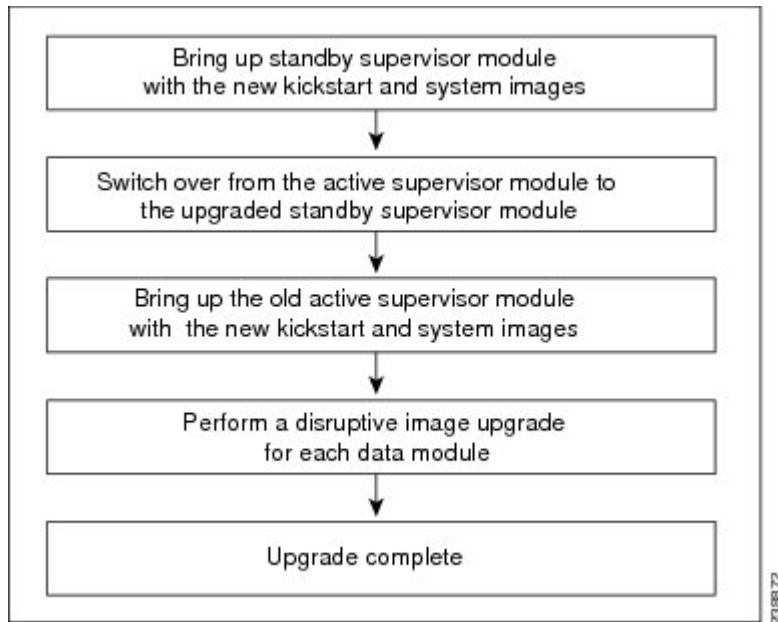 Bring up standby supervisor module
with the new kickstart and system images
Switch over from the active supervisor module to
the upgraded standby supervisor module
Bring up the old active supervisor module
with the new kickstart and system images
Perform a disruptive image upgrade
for each data module
Upgrade complete
238872